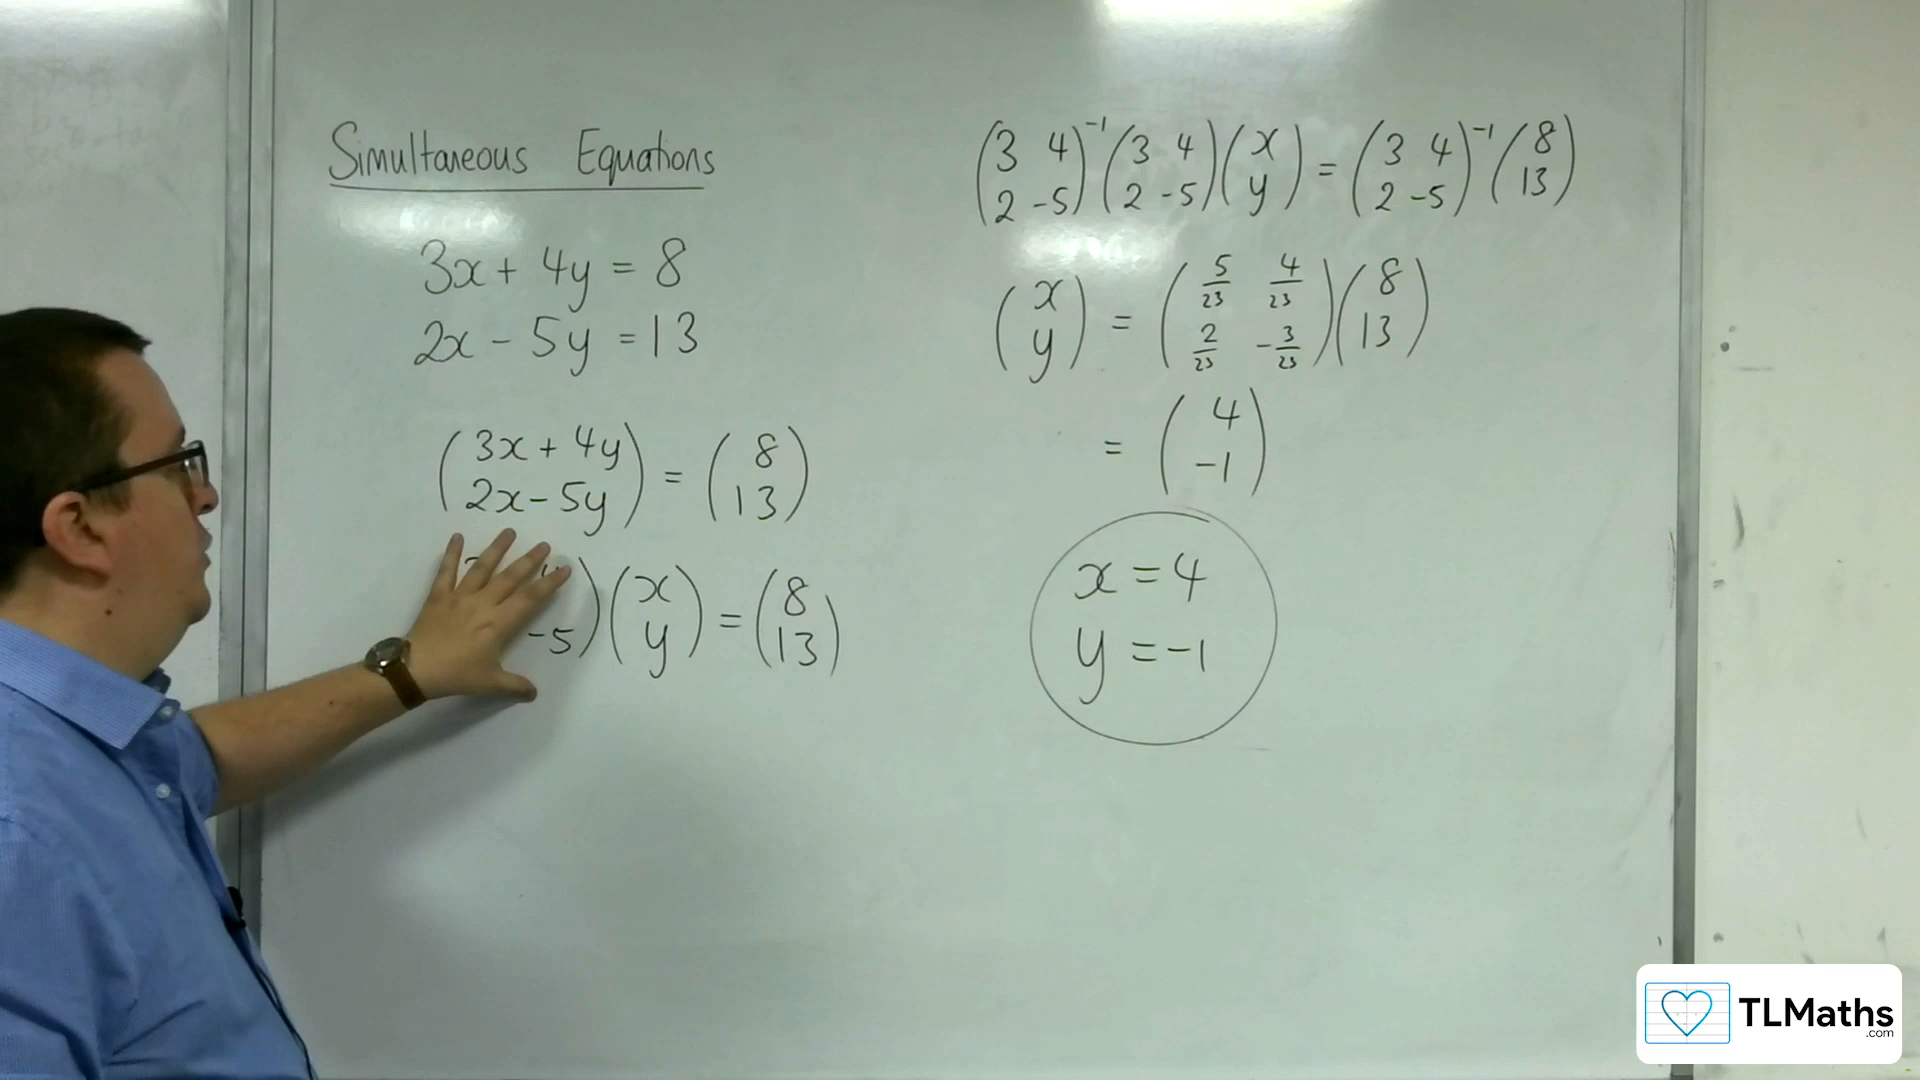 Simultaneous Equations
3x + 4y = 8
2x - 5y = 13
(3x + 4y
2x - 5y) = (8
13)
-5)(x
y) = (8
13)
(3 4
2 -5)⁻¹(3 4
2 -5)(x
y) = (3 4
2 -5)⁻¹(8
13)
(x
y) = (5/23 4/23
2/23 -3/23)(8
13)
= (4
-1)
x = 4
y = -1
TLMaths
.com